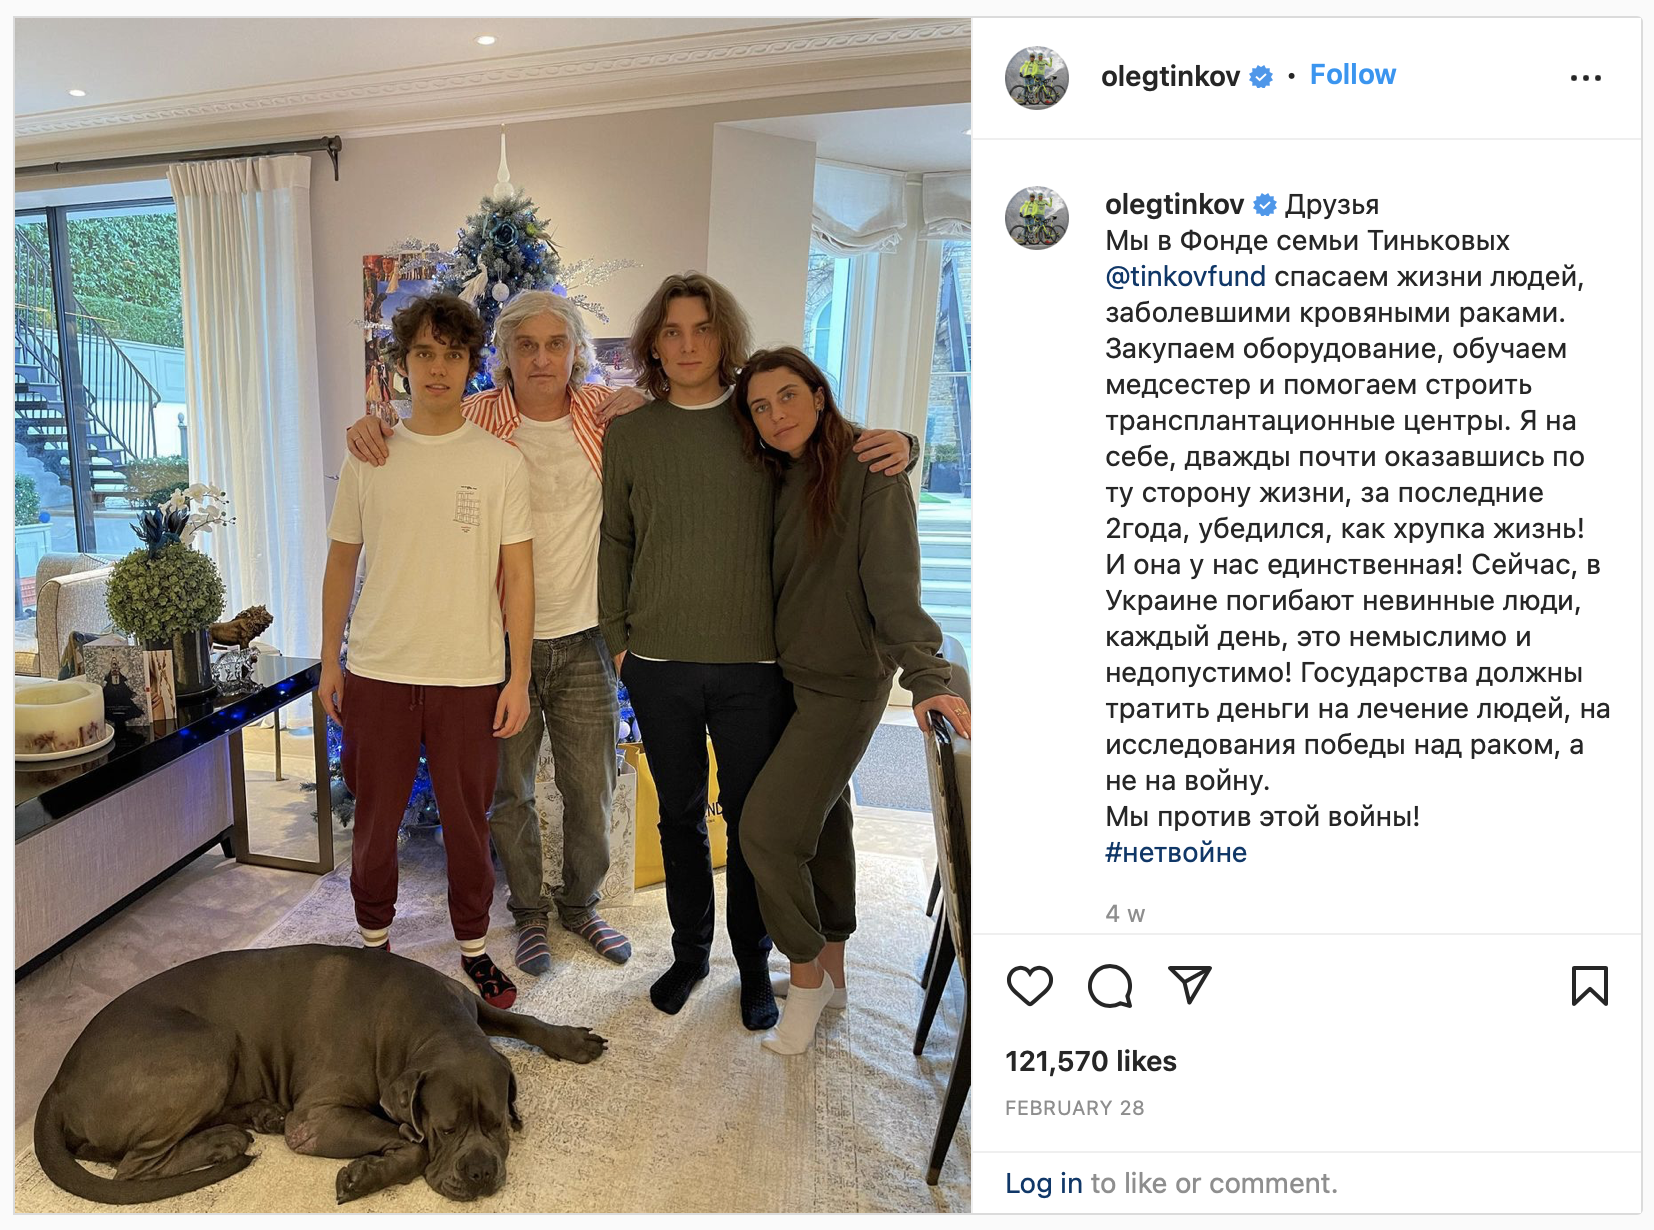 olegtinkov • Follow
olegtinkov Друзья
Мы в Фонде семьи Тиньковых
@tinkovfund спасаем жизни людей,
заболевшими кровяными раками.
Закупаем оборудование, обучаем
медсестер и помогаем строить
трансплантационные центры. Я на
себе, дважды почти оказавшись по
ту сторону жизни, за последние
2года, убедился, как хрупка жизнь!
И она у нас единственная! Сейчас, в
Украине погибают невинные люди,
каждый день, это немыслимо и
недопустимо! Государства должны
тратить деньги на лечение людей, на
исследования победы над раком, а
не на войну.
Мы против этой войны!
#нетвойне
4 w
121,570 likes
FEBRUARY 28
Log in to like or comment.